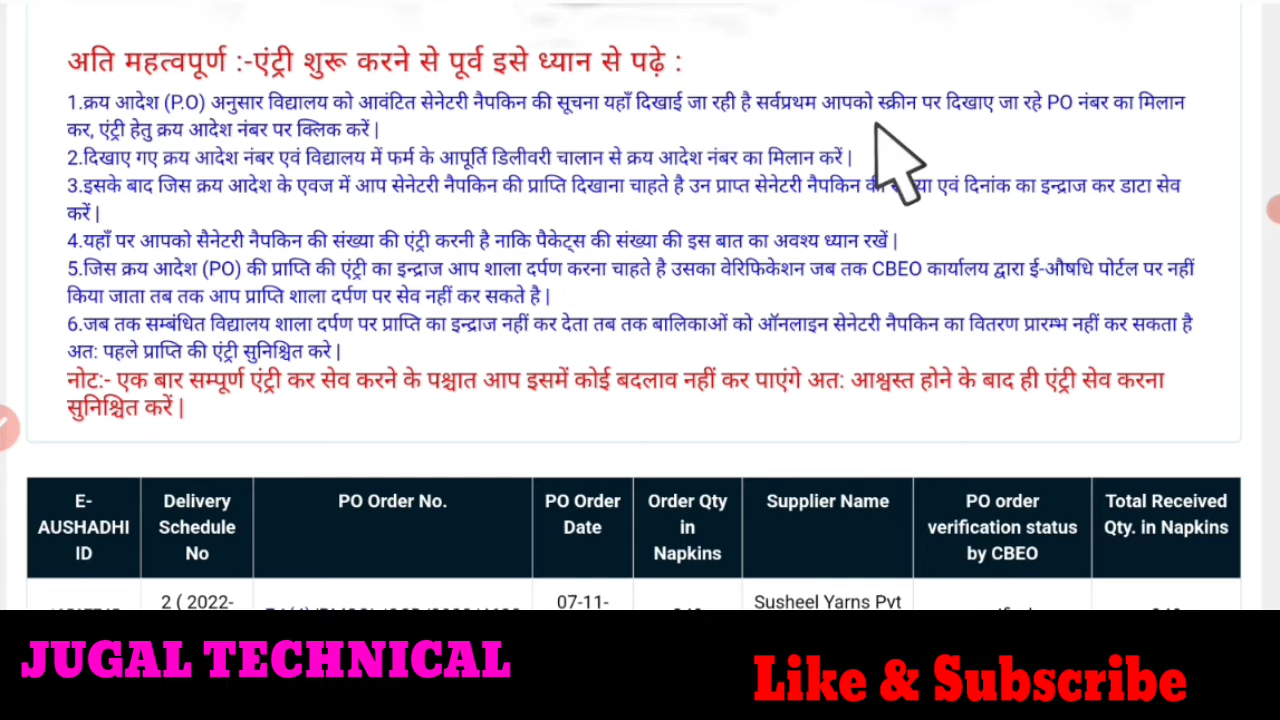 अति महत्वपूर्ण :-एंट्री शुरू करने से पूर्व इसे ध्यान से पढ़े :
1.क्रय आदेश (P.O) अनुसार विद्यालय को आवंटित सेनेटरी नैपकिन की सूचना यहाँ दिखाई जा रही है सर्वप्रथम आपको स्क्रीन पर दिखाए जा रहे PO नंबर का मिलान
कर, एंट्री हेतु क्रय आदेश नंबर पर क्लिक करें |
2.दिखाए गए क्रय आदेश नंबर एवं विद्यालय में फर्म के आपूर्ति डिलीवरी चालान से क्रय आदेश नंबर का मिलान करें |
3.इसके बाद जिस क्रय आदेश के एवज में आप सेनेटरी नैपकिन की प्राप्ति दिखाना चाहते है उन प्राप्त सेनेटरी नैपकिन एवं दिनांक का इन्द्राज कर डाटा सेव
करें |
4.यहाँ पर आपको सैनेटरी नैपकिन की संख्या की एंट्री करनी है नाकि पैकेट्स की संख्या की इस बात का अवश्य ध्यान रखें |
5.जिस क्रय आदेश (PO) की प्राप्ति की एंट्री का इन्द्राज आप शाला दर्पण करना चाहते है उसका वेरिफिकेशन जब तक CBEO कार्यालय द्वारा ई-औषधि पोर्टल पर नहीं
किया जाता तब तक आप प्राप्ति शाला दर्पण पर सेव नहीं कर सकते है |
6.जब तक सम्बंधित विद्यालय शाला दर्पण पर प्राप्ति का इन्द्राज नहीं कर देता तब तक बालिकाओं को ऑनलाइन सेनेटरी नैपकिन का वितरण प्रारम्भ नहीं कर सकता है
अत: पहले प्राप्ति की एंट्री सुनिश्चित करे |
नोट:- एक बार सम्पूर्ण एंट्री कर सेव करने के पश्चात आप इसमें कोई बदलाव नहीं कर पाएंगे अत: आश्वस्त होने के बाद ही एंट्री सेव करना
सुनिश्चित करें |
E-AUSHADHI ID
Delivery Schedule No
PO Order No.
PO Order Date
Order Qty in Napkins
Supplier Name
PO order verification status by CBEO
Total Received Qty. in Napkins
2 ( 2022-
07-11-
Susheel Yarns Pvt
JUGAL TECHNICAL
Like & Subscribe